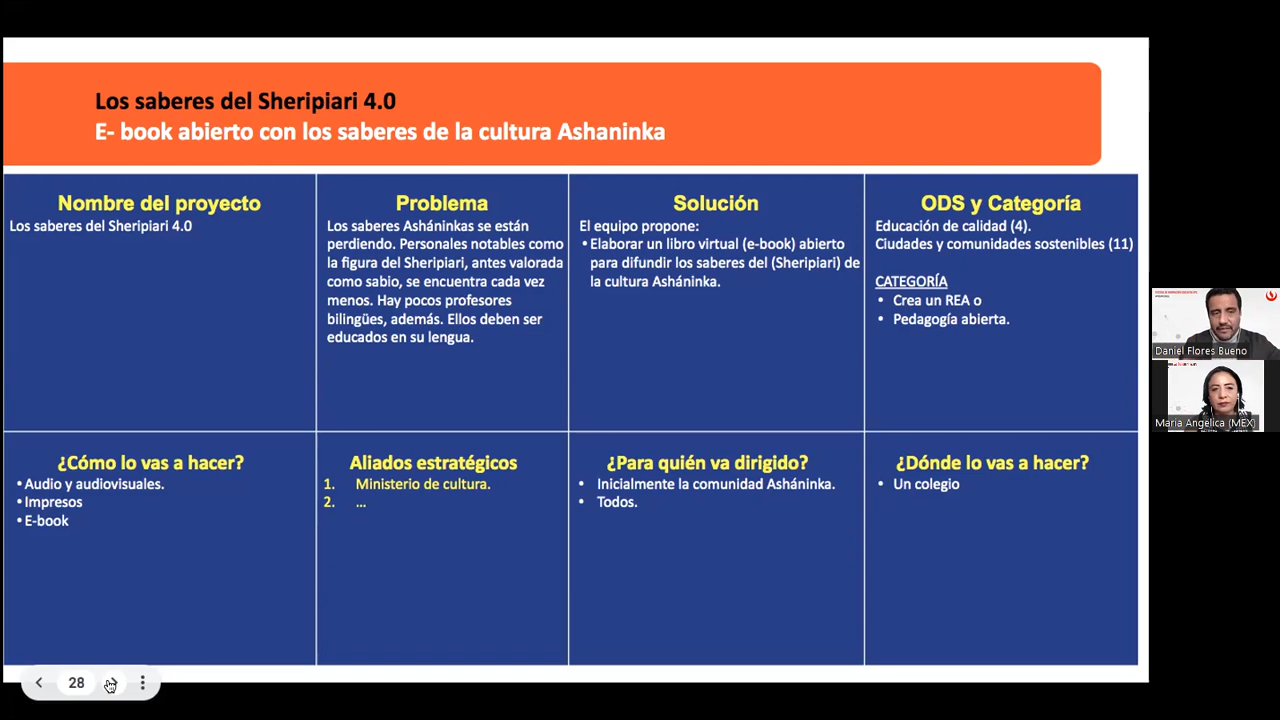 Los saberes del Sheripiari 4.0
E- book abierto con los saberes de la cultura Ashaninka
Nombre del proyecto
Los saberes del Sheripiari 4.0
Problema
Los saberes Asháninkas se están
perdiendo. Personales notables como
la figura del Sheripiari, antes valorada
como sabio, se encuentra cada vez
menos. Hay pocos profesores
bilingües, además. Ellos deben ser
educados en su lengua.
Solución
El equipo propone:
• Elaborar un libro virtual (e-book) abierto
para difundir los saberes del (Sheripiari) de
la cultura Asháninka.
ODS y Categoría
Educación de calidad (4).
Ciudades y comunidades sostenibles (11)
CATEGORÍA
• Crea un REA o
• Pedagogía abierta.
¿Cómo lo vas a hacer?
• Audio y audiovisuales.
• Impresos
• E-book
Aliados estratégicos
1. Ministerio de cultura.
2. ...
¿Para quién va dirigido?
• Inicialmente la comunidad Asháninka.
• Todos.
¿Dónde lo vas a hacer?
• Un colegio
Daniel Flores Bueno
Maria Angelica (MEX)
28